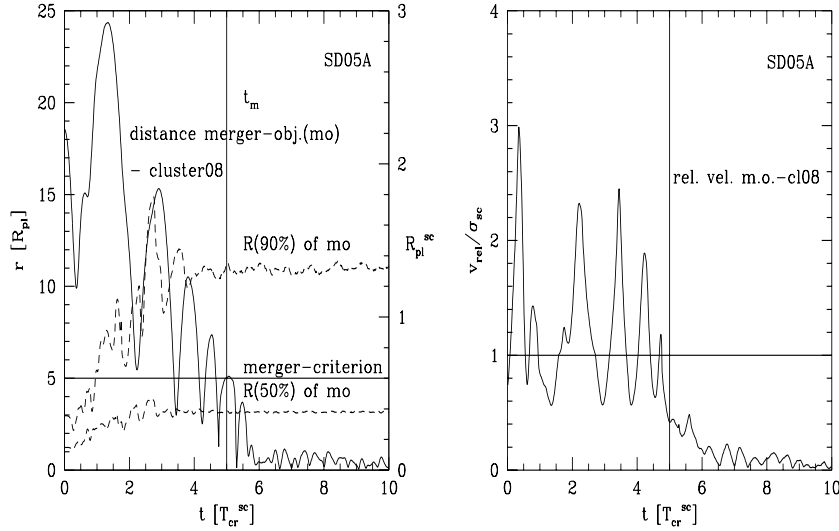 25
20
15
10
5
0
r [R_pl]
3
2
1
0
R_pl^sc
SD05A
t_m
distance merger-obj.(mo)
- cluster08
R(90%) of mo
merger-criterion
R(50%) of mo
0 2 4 6 8 10
t [T_cr^sc]
4
3
2
1
0
v_rel/σ_sc
SD05A
rel. vel. m.o.-cl08
0 2 4 6 8 10
t [T_cr^sc]